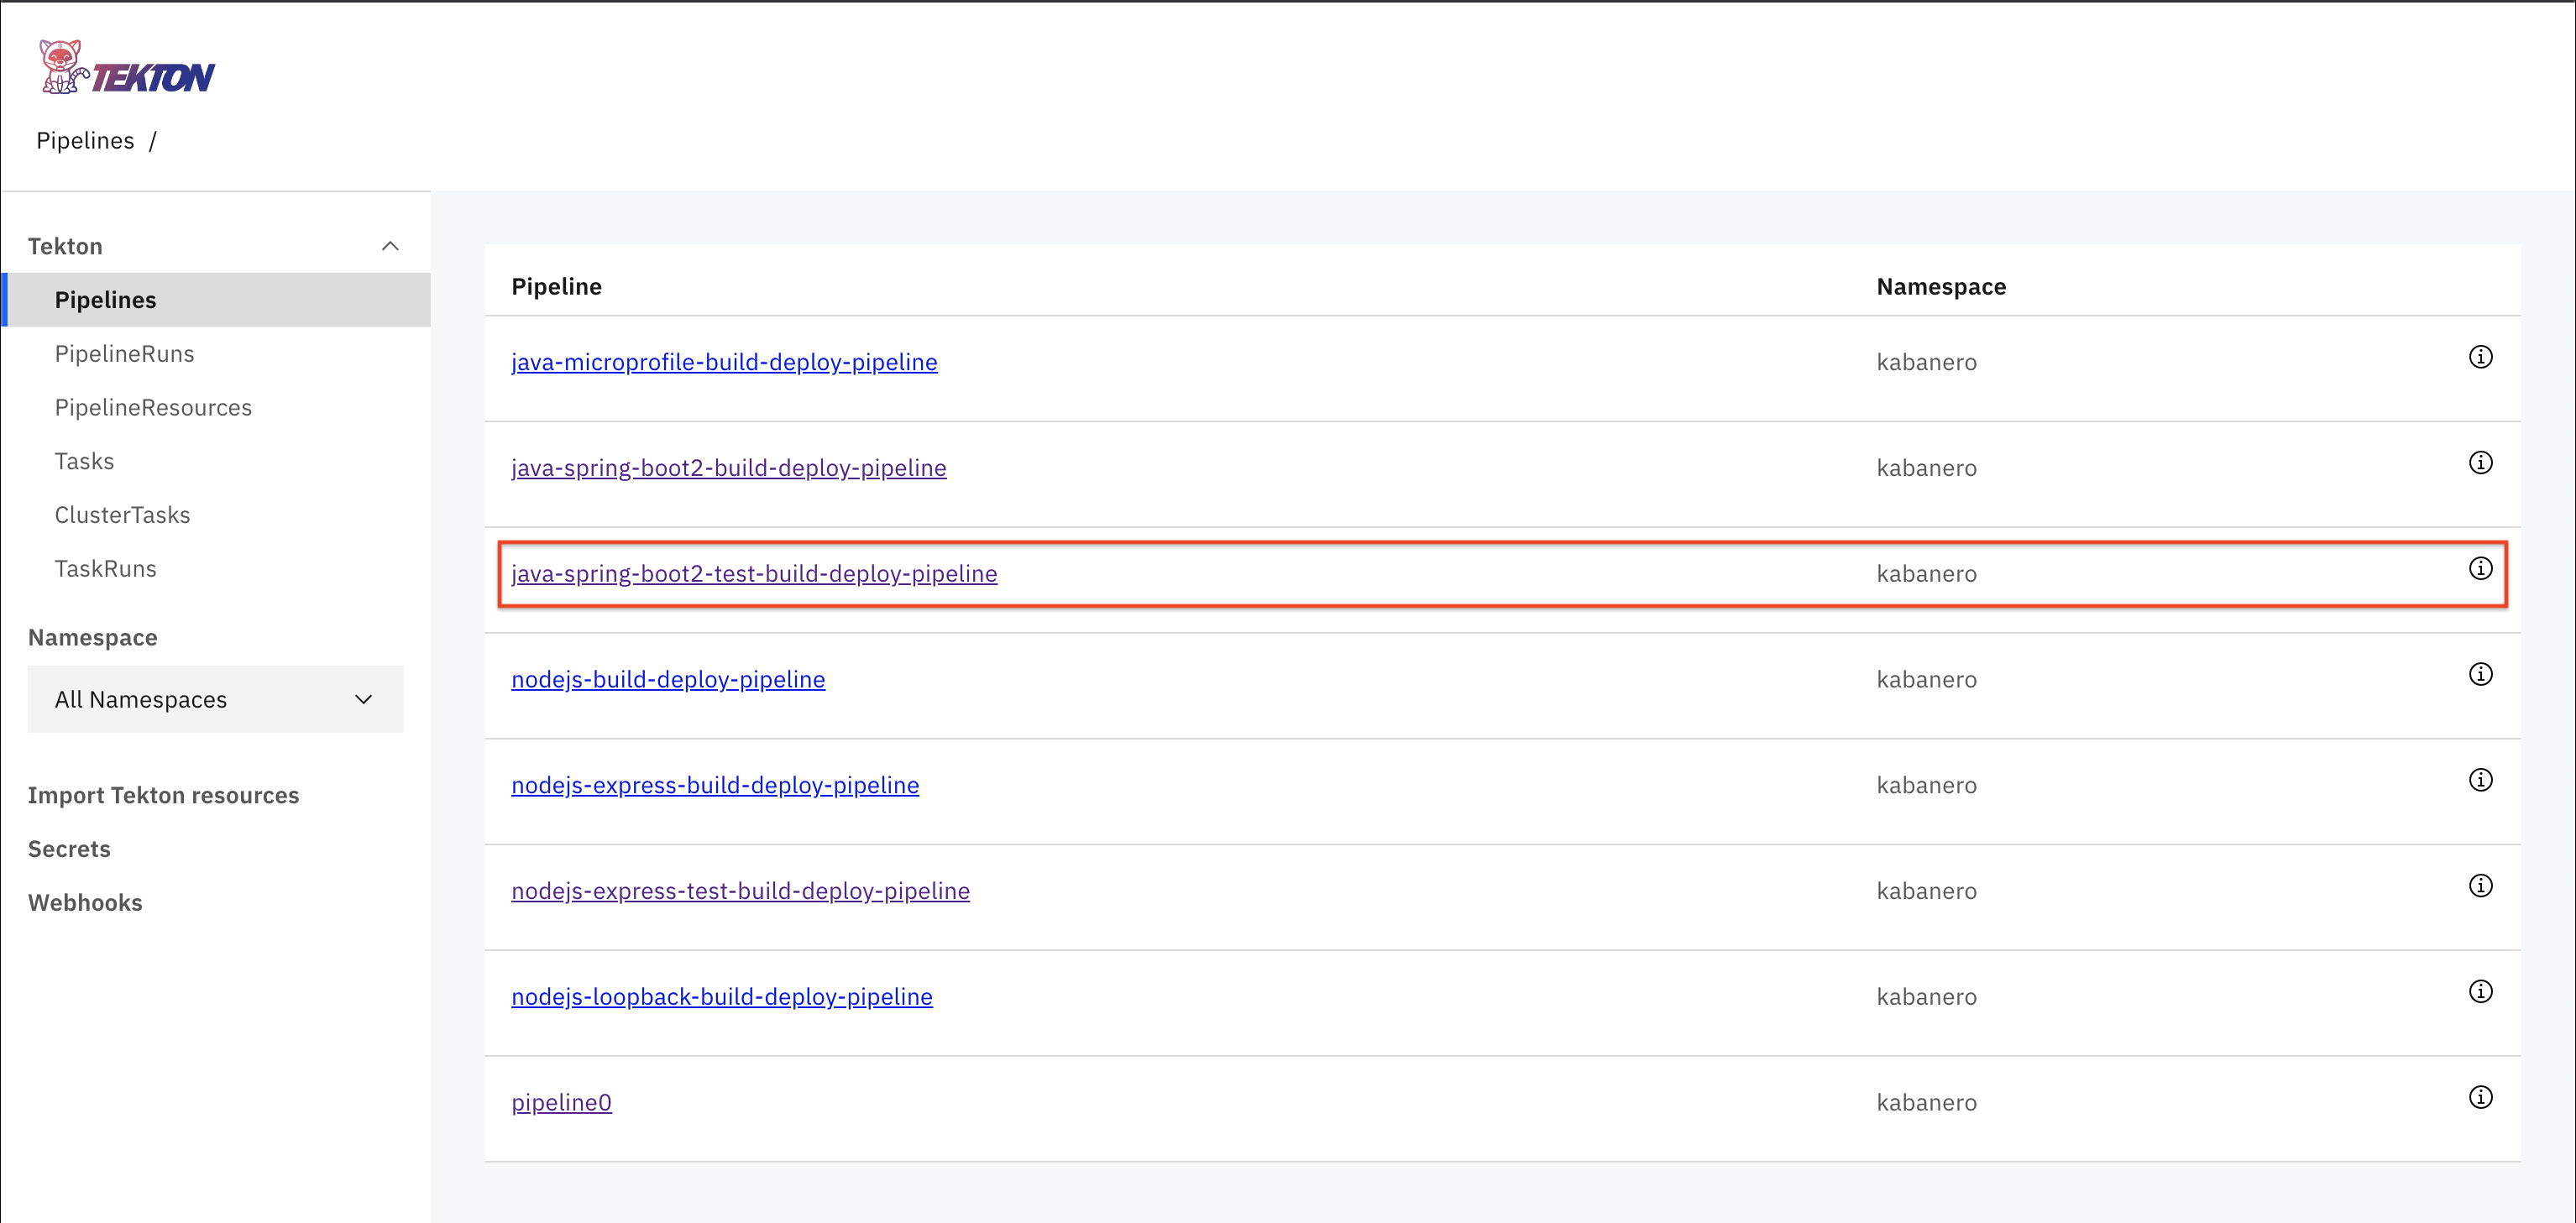 TEKTON
Pipelines /
Tekton
Pipelines
PipelineRuns
PipelineResources
Tasks
ClusterTasks
TaskRuns
Namespace
All Namespaces
Import Tekton resources
Secrets
Webhooks
Pipeline Namespace
java-microprofile-build-deploy-pipeline kabanero
java-spring-boot2-build-deploy-pipeline kabanero
java-spring-boot2-test-build-deploy-pipeline kabanero
nodejs-build-deploy-pipeline kabanero
nodejs-express-build-deploy-pipeline kabanero
nodejs-express-test-build-deploy-pipeline kabanero
nodejs-loopback-build-deploy-pipeline kabanero
pipeline0 kabanero